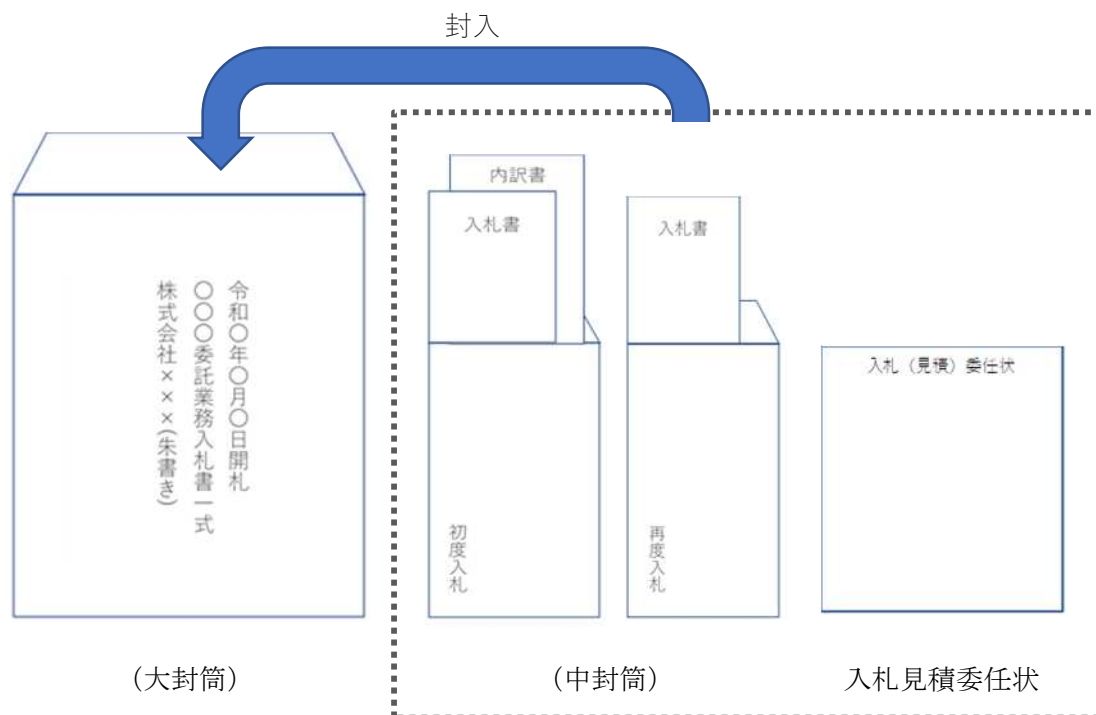 封入
令和〇年〇月〇日開札
〇〇〇委託業務入札書一式
株式会社×××(朱書き)
内訳書
入札書
初度入札
入札書
再度入札
入札（見積）委任状
（大封筒）
（中封筒）
入札見積委任状